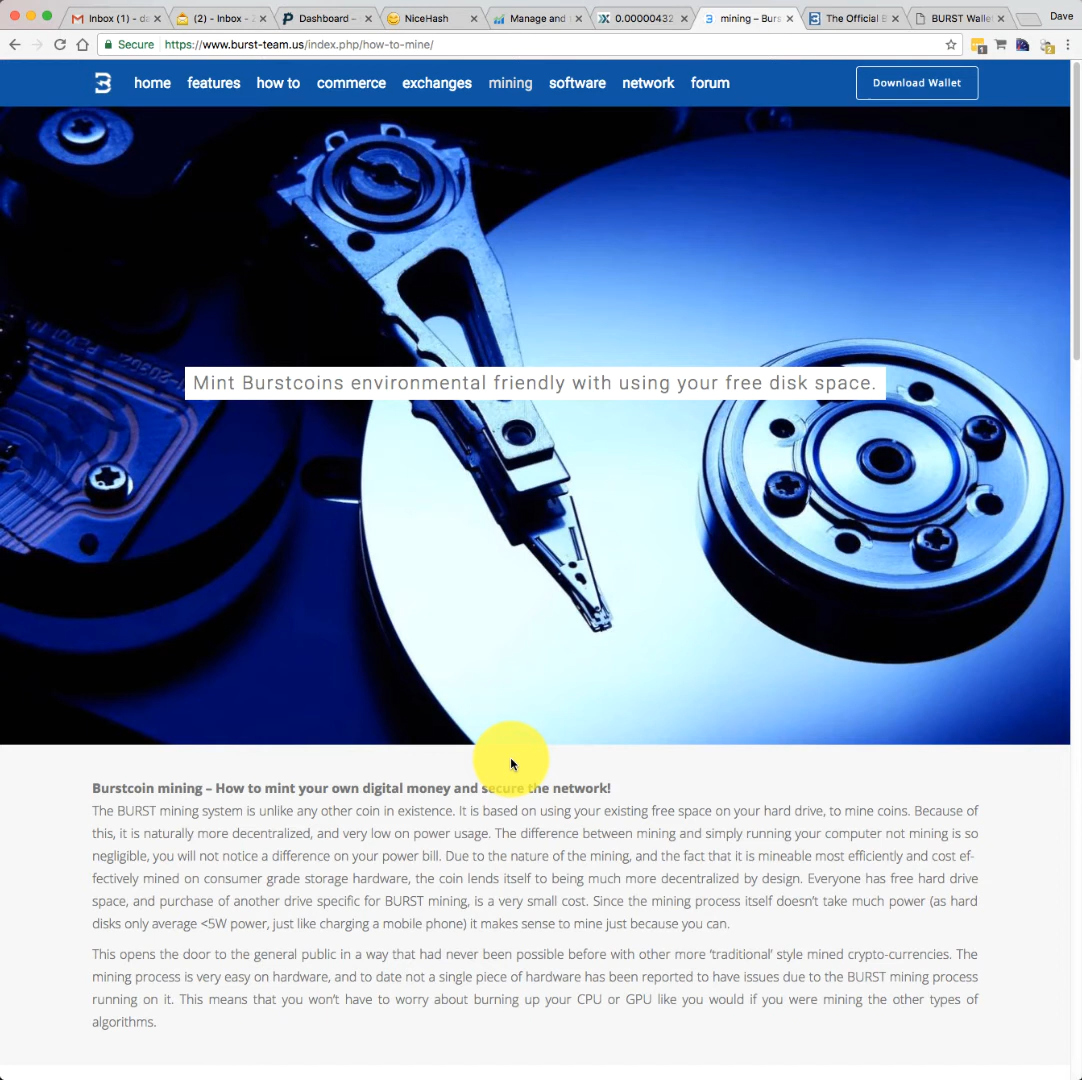 Inbox (1) - da
(2) - Inbox - 2
Dashboard -
NiceHash
Manage and
0.00000432
mining – Burs
The Official B
BURST Walle
Dave
Secure
https://www.burst-team.us/index.php/how-to-mine/
home
features
how to
commerce
exchanges
mining
software
network
forum
Download Wallet
Mint Burstcoins environmental friendly with using your free disk space.
Burstcoin mining – How to mint your own digital money and secure the network!
The BURST mining system is unlike any other coin in existence. It is based on using your existing free space on your hard drive, to mine coins. Because of
this, it is naturally more decentralized, and very low on power usage. The difference between mining and simply running your computer not mining is so
negligible, you will not notice a difference on your power bill. Due to the nature of the mining, and the fact that it is mineable most efficiently and cost ef-
fectively mined on consumer grade storage hardware, the coin lends itself to being much more decentralized by design. Everyone has free hard drive
space, and purchase of another drive specific for BURST mining, is a very small cost. Since the mining process itself doesn't take much power (as hard
disks only average <5W power, just like charging a mobile phone) it makes sense to mine just because you can.
This opens the door to the general public in a way that had never been possible before with other more 'traditional' style mined crypto-currencies. The
mining process is very easy on hardware, and to date not a single piece of hardware has been reported to have issues due to the BURST mining process
running on it. This means that you won't have to worry about burning up your CPU or GPU like you would if you were mining the other types of
algorithms.